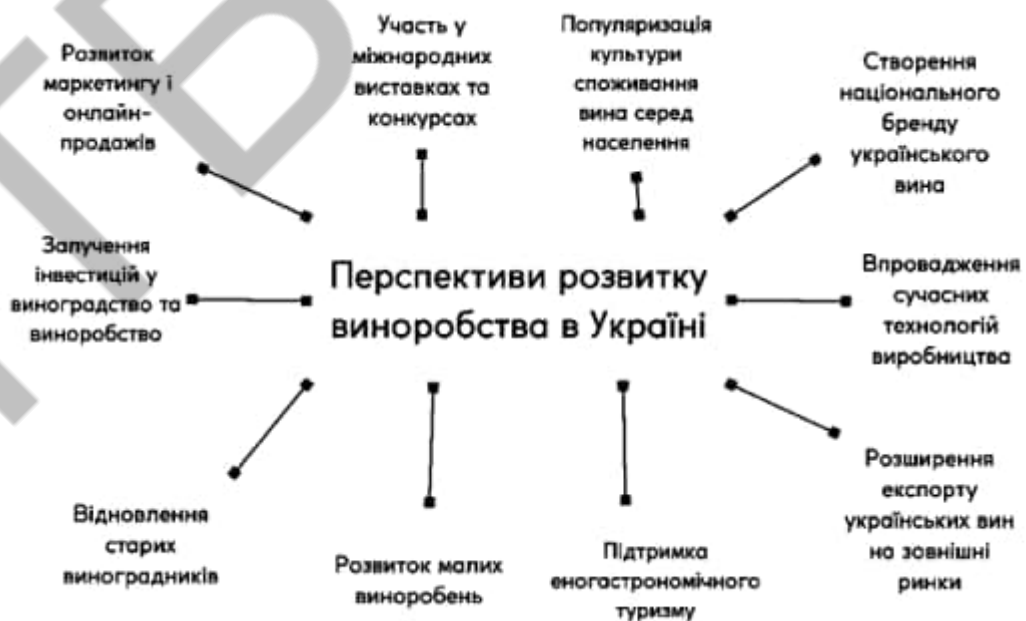 Розвиток
маркетингу і
онлайн-
продажів
Участь у
міжнародних
виставках та
конкурсах
Популяризація
культури
споживання
вина серед
населення
Створення
національного
бренду
українського
вина
Залучення
інвестицій у
виноградство та
виноробство
Перспективи розвитку
виноробства в Україні
Впровадження
сучасних
технологій
виробництва
Відновлення
старих
виноградників
Розвиток малих
виноробень
Підтримка
еногастрономічного
туризму
Розширення
експорту
українських вин
на зовнішні
ринки